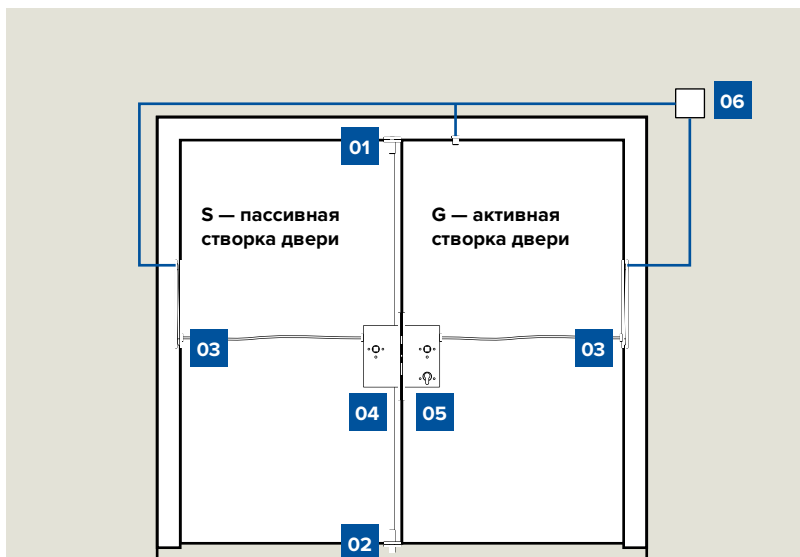 06
01
S — пассивная
створка двери
G — активная
створка двери
03
03
04
05
02